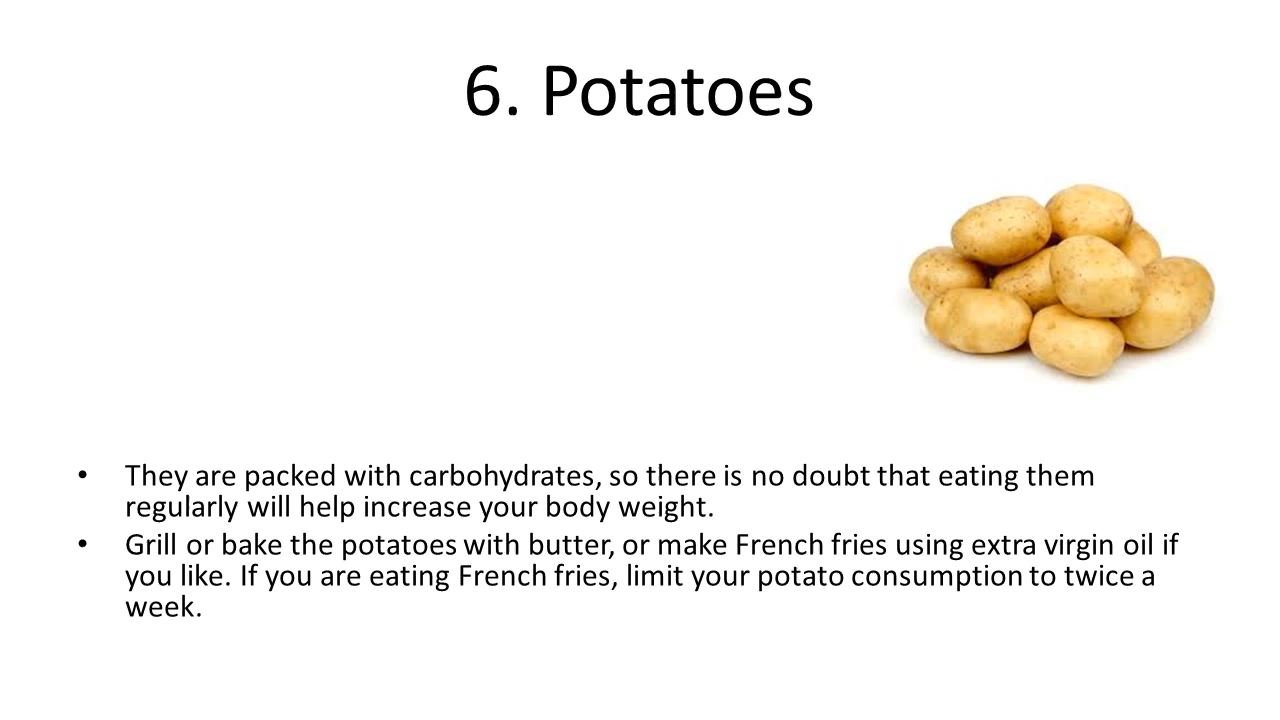 6. Potatoes
• They are packed with carbohydrates, so there is no doubt that eating them
regularly will help increase your body weight.
• Grill or bake the potatoes with butter, or make French fries using extra virgin oil if
you like. If you are eating French fries, limit your potato consumption to twice a
week.